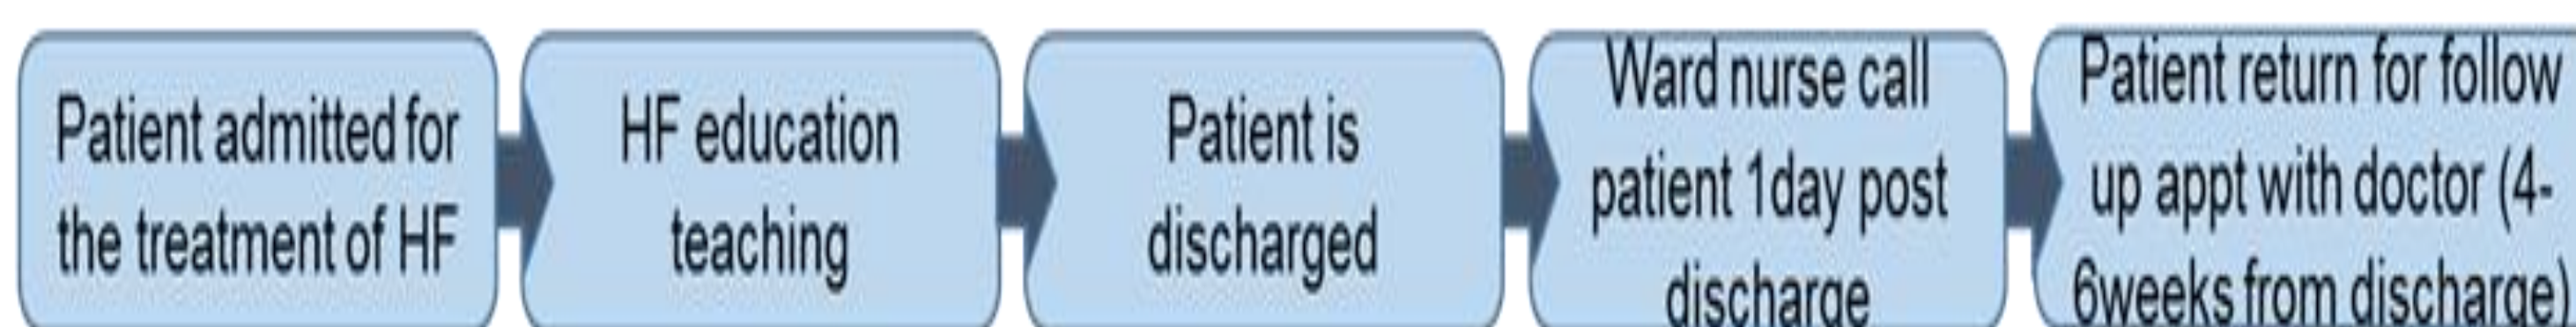 Patient admitted for
the treatment of HF
HF education
teaching
Patient is
discharged
Ward nurse call
patient 1day post
discharge
Patient return for follow
up appt with doctor (4-
6weeks from discharge)